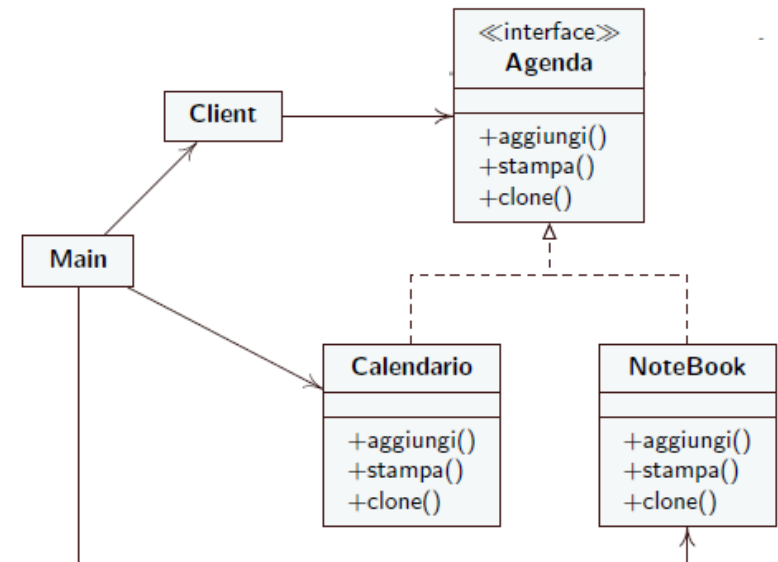 ≪interface≫
Agenda
+aggiungi()
+stampa()
+clone()
Client
Main
Calendario
+aggiungi()
+stampa()
+clone()
NoteBook
+aggiungi()
+stampa()
+clone()